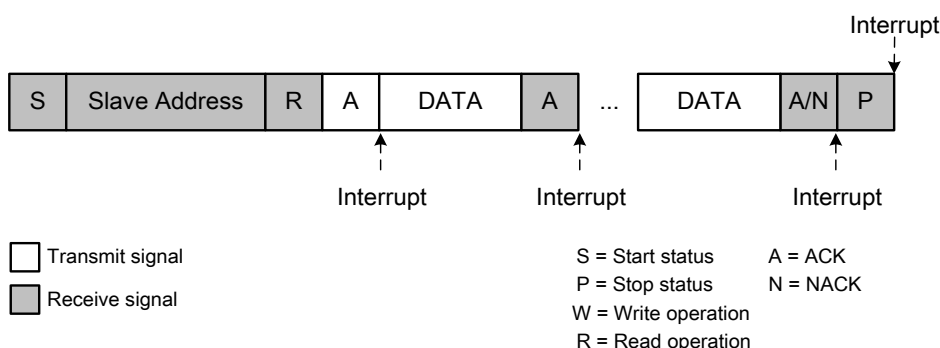 Interrupt
S Slave Address R A DATA A ... DATA A/N P
Interrupt Interrupt Interrupt
Transmit signal
Receive signal
S = Start status A = ACK
P = Stop status N = NACK
W = Write operation
R = Read operation